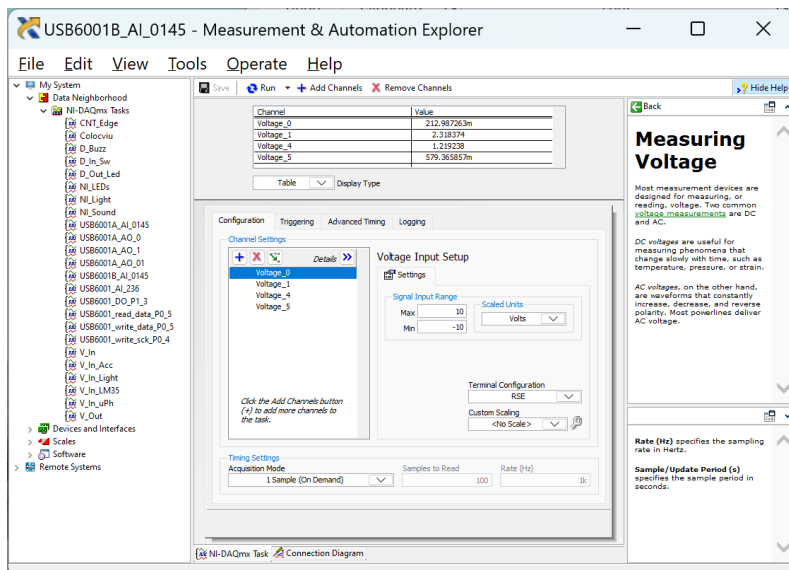 USB6001B_AI_0145 - Measurement & Automation Explorer
File Edit View Tools Operate Help
My System
Data Neighborhood
NI-DAQmx Tasks
CNT_Edge
Colocviu
D_Buzz
D_In_Sw
D_Out_Led
NI_LEDs
NI_Light
NI_Sound
USB6001A_AI_0145
USB6001A_AO_0
USB6001A_AO_1
USB6001A_AO_01
USB6001B_AI_0145
USB6001_AI_236
USB6001_DO_P1_3
USB6001_read_data_P0_5
USB6001_write_data_P0_5
USB6001_write_sck_P0_4
V_In
V_In_Acc
V_In_Light
V_In_LM35
V_In_uPh
V_Out
Devices and Interfaces
Scales
Software
Remote Systems
Save Run Add Channels Remove Channels Hide Help
Channel Value
Voltage_0 212.987263m
Voltage_1 2.318374
Voltage_4 1.219238
Voltage_5 579.365857m
Table Display Type
Configuration Triggering Advanced Timing Logging
Channel Settings
Details
Voltage_0
Voltage_1
Voltage_4
Voltage_5
Click the Add Channels button
(+) to add more channels to
the task.
Voltage Input Setup
Settings
Signal Input Range
Max 10
Min -10
Scaled Units
Volts
Terminal Configuration
RSE
Custom Scaling
<No Scale>
Timing Settings
Acquisition Mode Samples to Read Rate (Hz)
1 Sample (On Demand) 100 1k
NI-DAQmx Task Connection Diagram
Back
Measuring
Voltage
Most measurement devices are
designed for measuring, or
reading, voltage. Two common
voltage measurements are DC
and AC.
DC voltages are useful for
measuring phenomena that
change slowly with time, such as
temperature, pressure, or strain.
AC voltages, on the other hand,
are waveforms that constantly
increase, decrease, and reverse
polarity. Most powerlines deliver
AC voltage.
Rate (Hz) specifies the sampling
rate in Hertz.
Sample/Update Period (s)
specifies the sample period in
seconds.